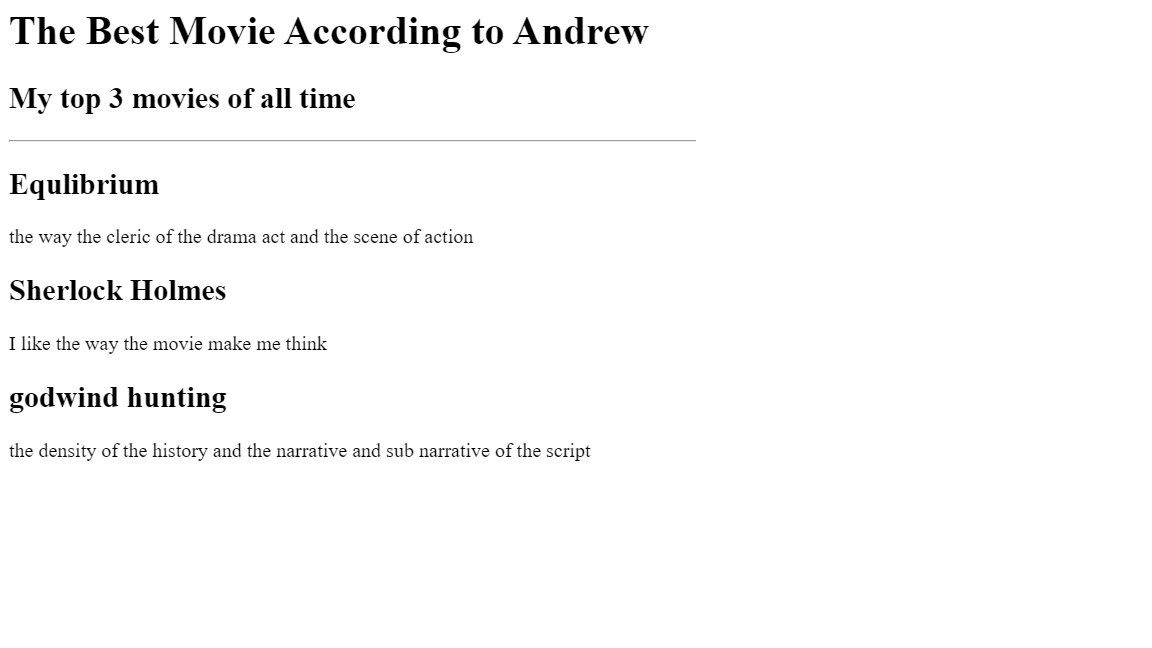 The Best Movie According to Andrew
My top 3 movies of all time
Equlibrium
the way the cleric of the drama act and the scene of action
Sherlock Holmes
I like the way the movie make me think
godwind hunting
the density of the history and the narrative and sub narrative of the script